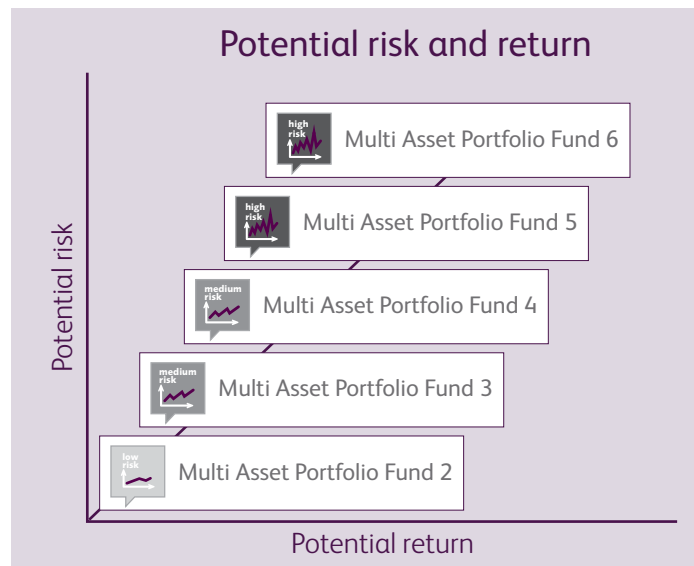 Potential risk and return
high
risk
Multi Asset Portfolio Fund 6
high
risk
Multi Asset Portfolio Fund 5
medium
risk
Multi Asset Portfolio Fund 4
medium
risk
Multi Asset Portfolio Fund 3
low
risk
Multi Asset Portfolio Fund 2
Potential risk
Potential return